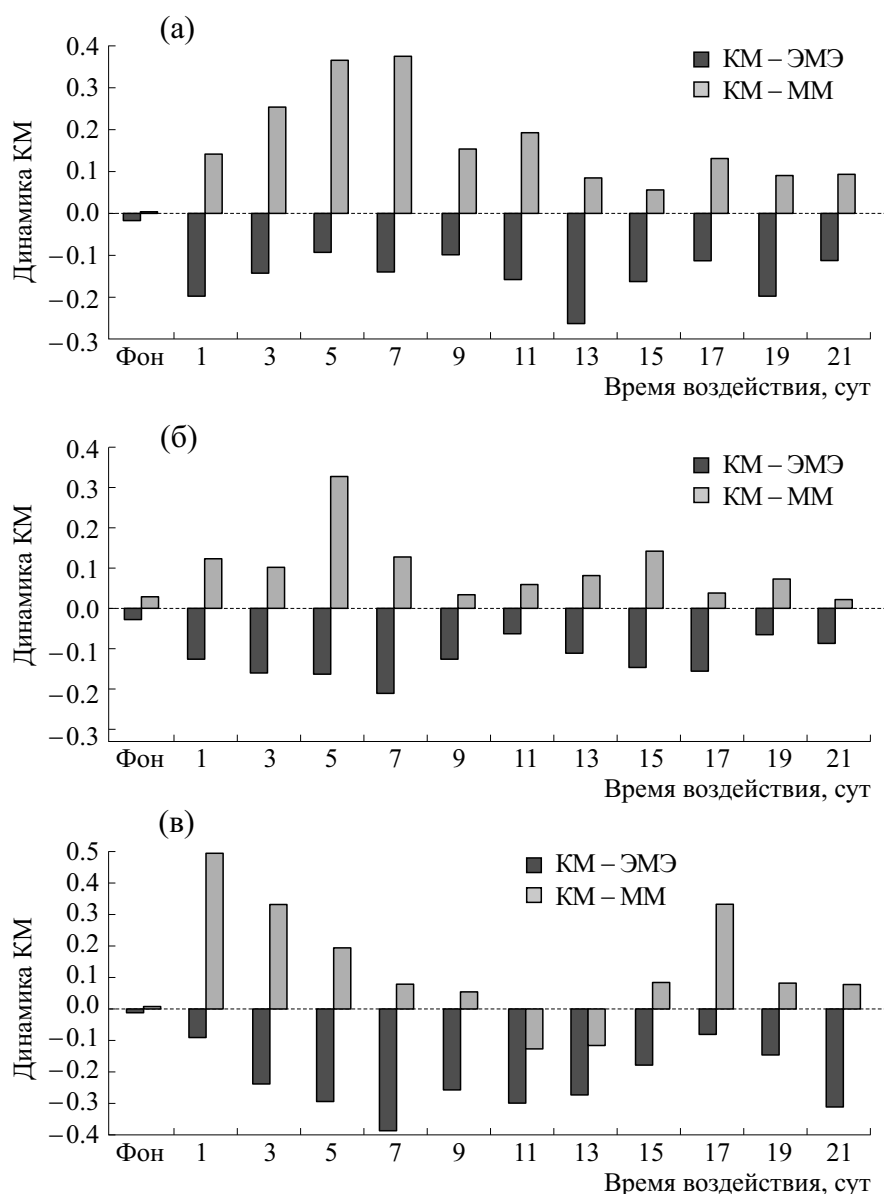 (а)
0.4
0.3
0.2
0.1
0.0
−0.1
−0.2
−0.3
Динамика КМ
КМ – ЭМЭ
КМ – ММ
Фон 1 3 5 7 9 11 13 15 17 19 21
Время воздействия, сут
(б)
0.4
0.3
0.2
0.1
0.0
−0.1
−0.2
−0.3
Динамика КМ
КМ – ЭМЭ
КМ – ММ
Фон 1 3 5 7 9 11 13 15 17 19 21
Время воздействия, сут
(в)
0.5
0.4
0.3
0.2
0.1
0.0
−0.1
−0.2
−0.3
−0.4
Динамика КМ
КМ – ЭМЭ
КМ – ММ
Фон 1 3 5 7 9 11 13 15 17 19 21
Время воздействия, сут